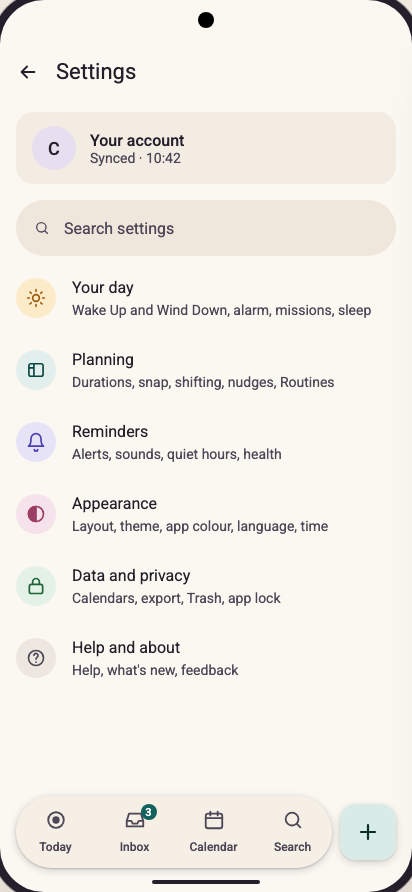 Settings
C
Your account
Synced · 10:42
Search settings
Your day
Wake Up and Wind Down, alarm, missions, sleep
Planning
Durations, snap, shifting, nudges, Routines
Reminders
Alerts, sounds, quiet hours, health
Appearance
Layout, theme, app colour, language, time
Data and privacy
Calendars, export, Trash, app lock
Help and about
Help, what's new, feedback
3
Today Inbox Calendar Search